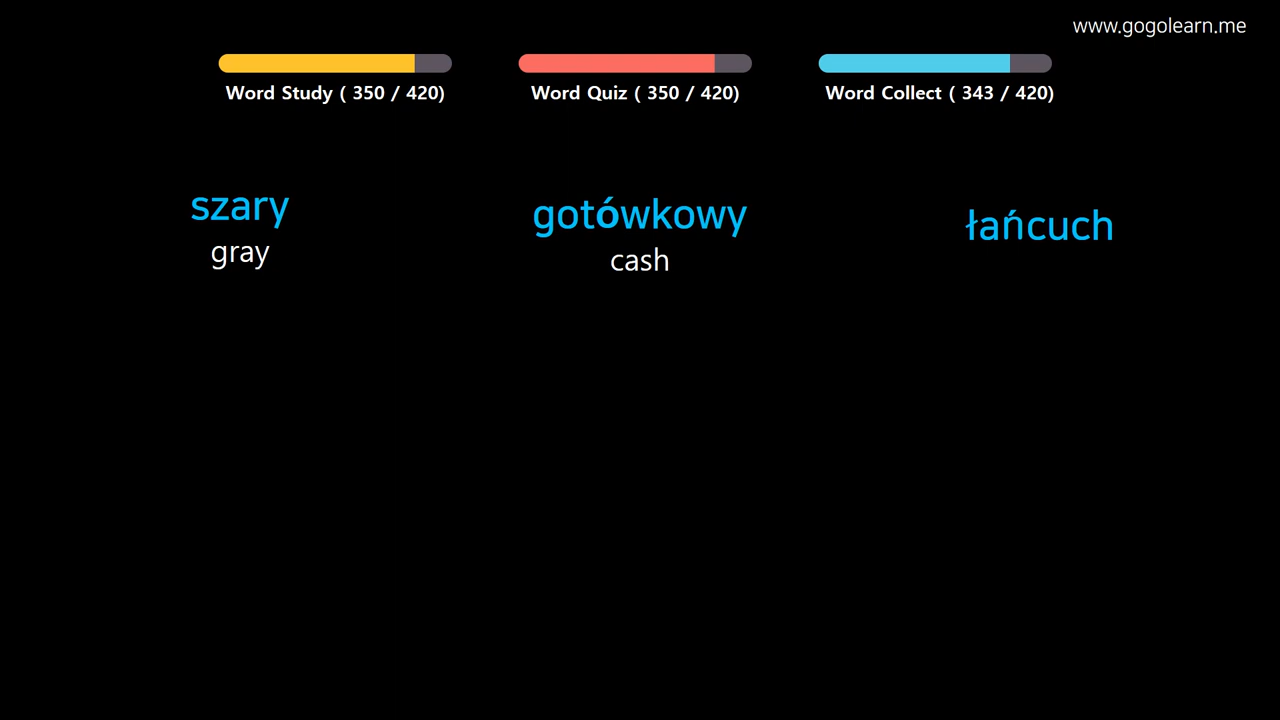 www.gogolearn.me
Word Study ( 350 / 420)
Word Quiz ( 350 / 420)
Word Collect ( 343 / 420)
szary
gray
gotówkowy
cash
łańcuch